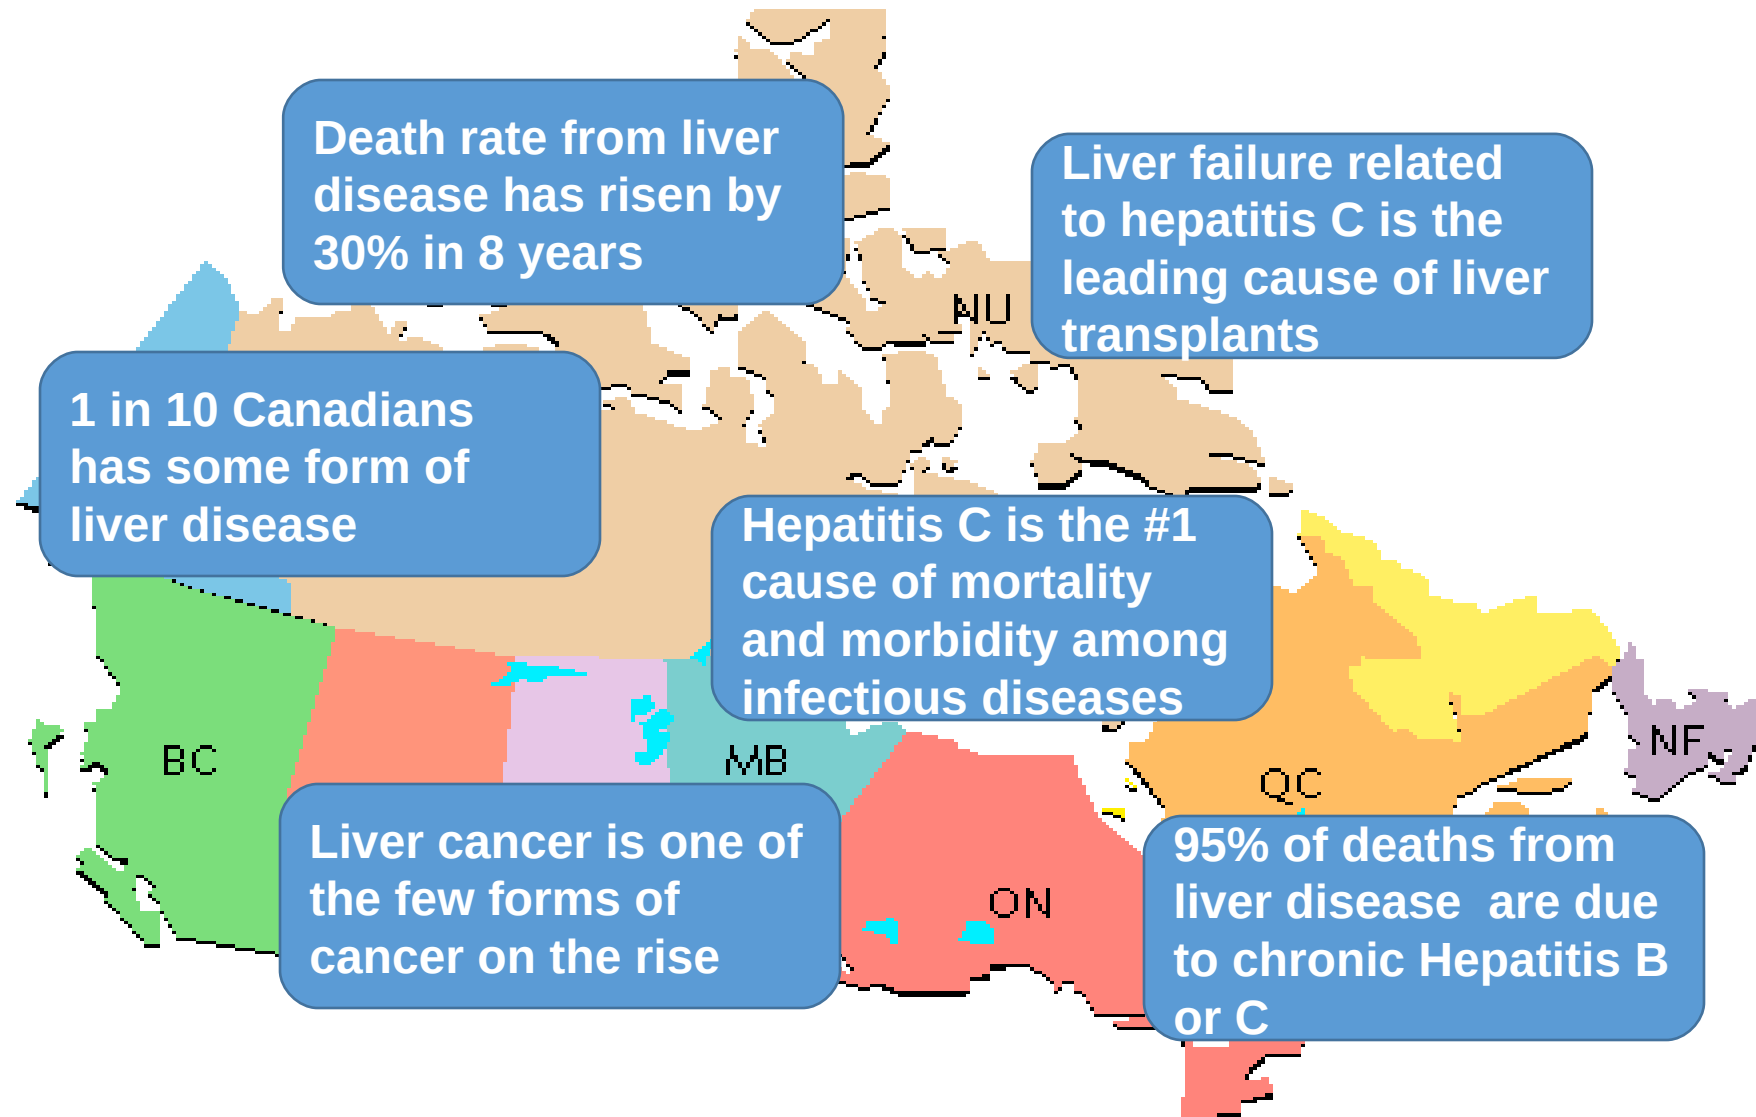 Death rate from liver
disease has risen by
30% in 8 years
Liver failure related
to hepatitis C is the
leading cause of liver
transplants
NU
1 in 10 Canadians
has some form of
liver disease
Hepatitis C is the #1
cause of mortality
and morbidity among
infectious diseases
BC
MB
QC
NF
Liver cancer is one of
the few forms of
cancer on the rise
ON
95% of deaths from
liver disease  are due
to chronic Hepatitis B
or C